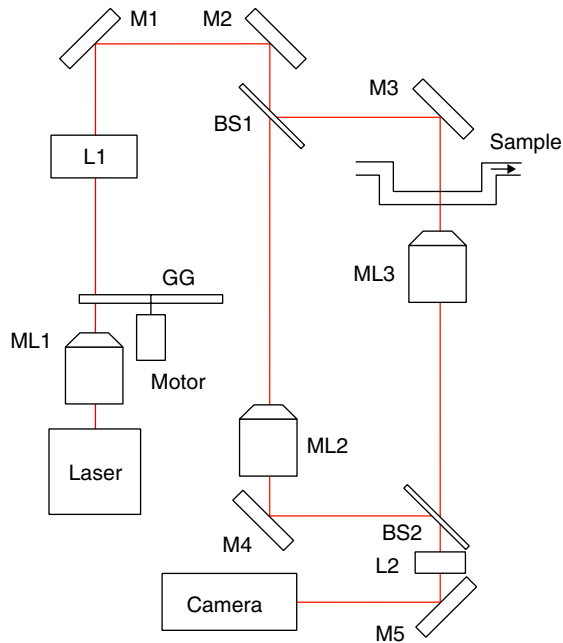 M1
M2
M3
BS1
L1
Sample
GG
ML3
ML1
Motor
Laser
ML2
BS2
M4
L2
Camera
M5